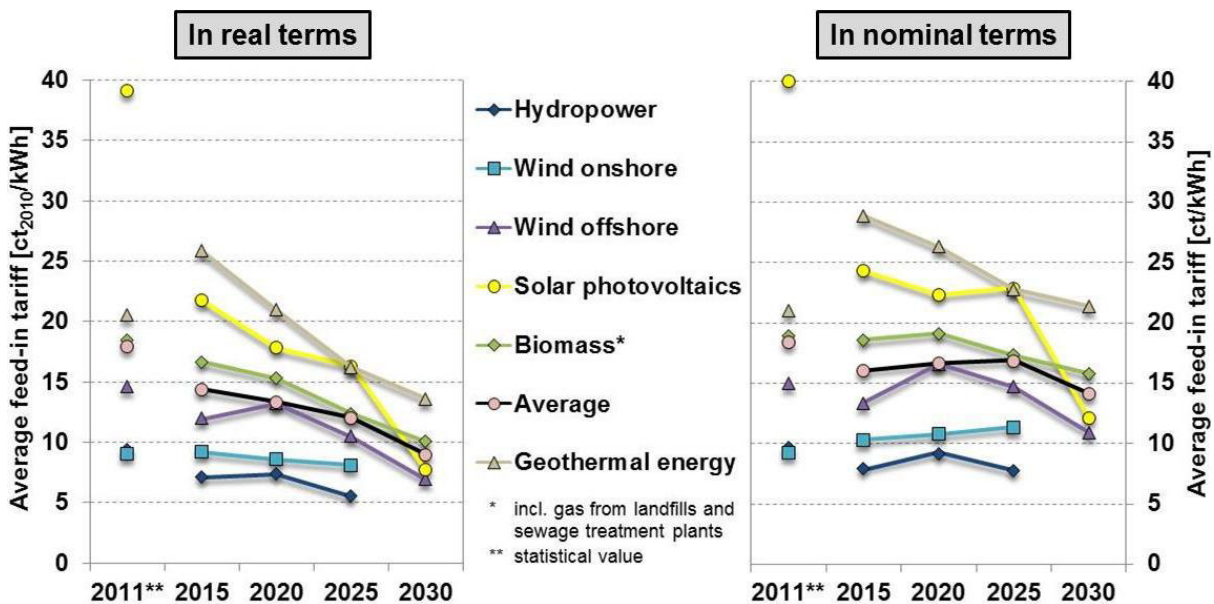 In real terms
In nominal terms
Average feed-in tariff [ct2010/kWh]
40
35
30
25
20
15
10
5
0
2011** 2015 2020 2025 2030
Hydropower
Wind onshore
Wind offshore
Solar photovoltaics
Biomass*
Average
Geothermal energy
* incl. gas from landfills and
sewage treatment plants
** statistical value
40
35
30
25
20
15
10
5
0
2011** 2015 2020 2025 2030
Average feed-in tariff [ct/kWh]